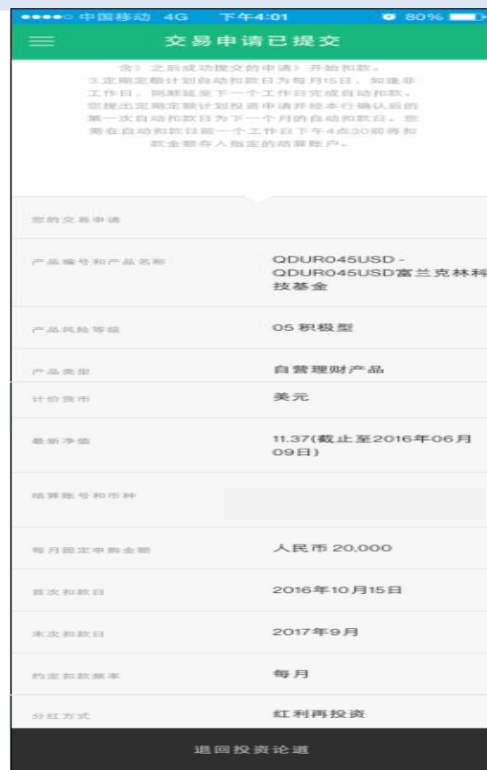 中国移动 4G 下午4:01 80%
交易申请已提交
含）之前成功提交的申请）开始扣款。
3.定期定额计划自动扣款日为每月15日，如逢非
工作日，则顺延至下一个工作日完成自动扣款。
您提出定期定额计划投资申请并经本行确认后的
第一次自动扣款日为下一个月的自动扣款日。您
需在自动扣款日前一个工作日下午4点30前将扣
款金额存入指定的结算账户。
您的交易申请
产品编号和产品名称 QDUR045USD -
QDUR045USD富兰克林科
技基金
产品风险等级 05 积极型
产品类型 自营理财产品
计价货币 美元
最新净值 11.37(截止至2016年06月
09日)
结算账号和币种
每月固定申购金额 人民币 20,000
首次扣款日 2016年10月15日
末次扣款日 2017年9月
约定扣款频率 每月
分红方式 红利再投资
退回投资论道